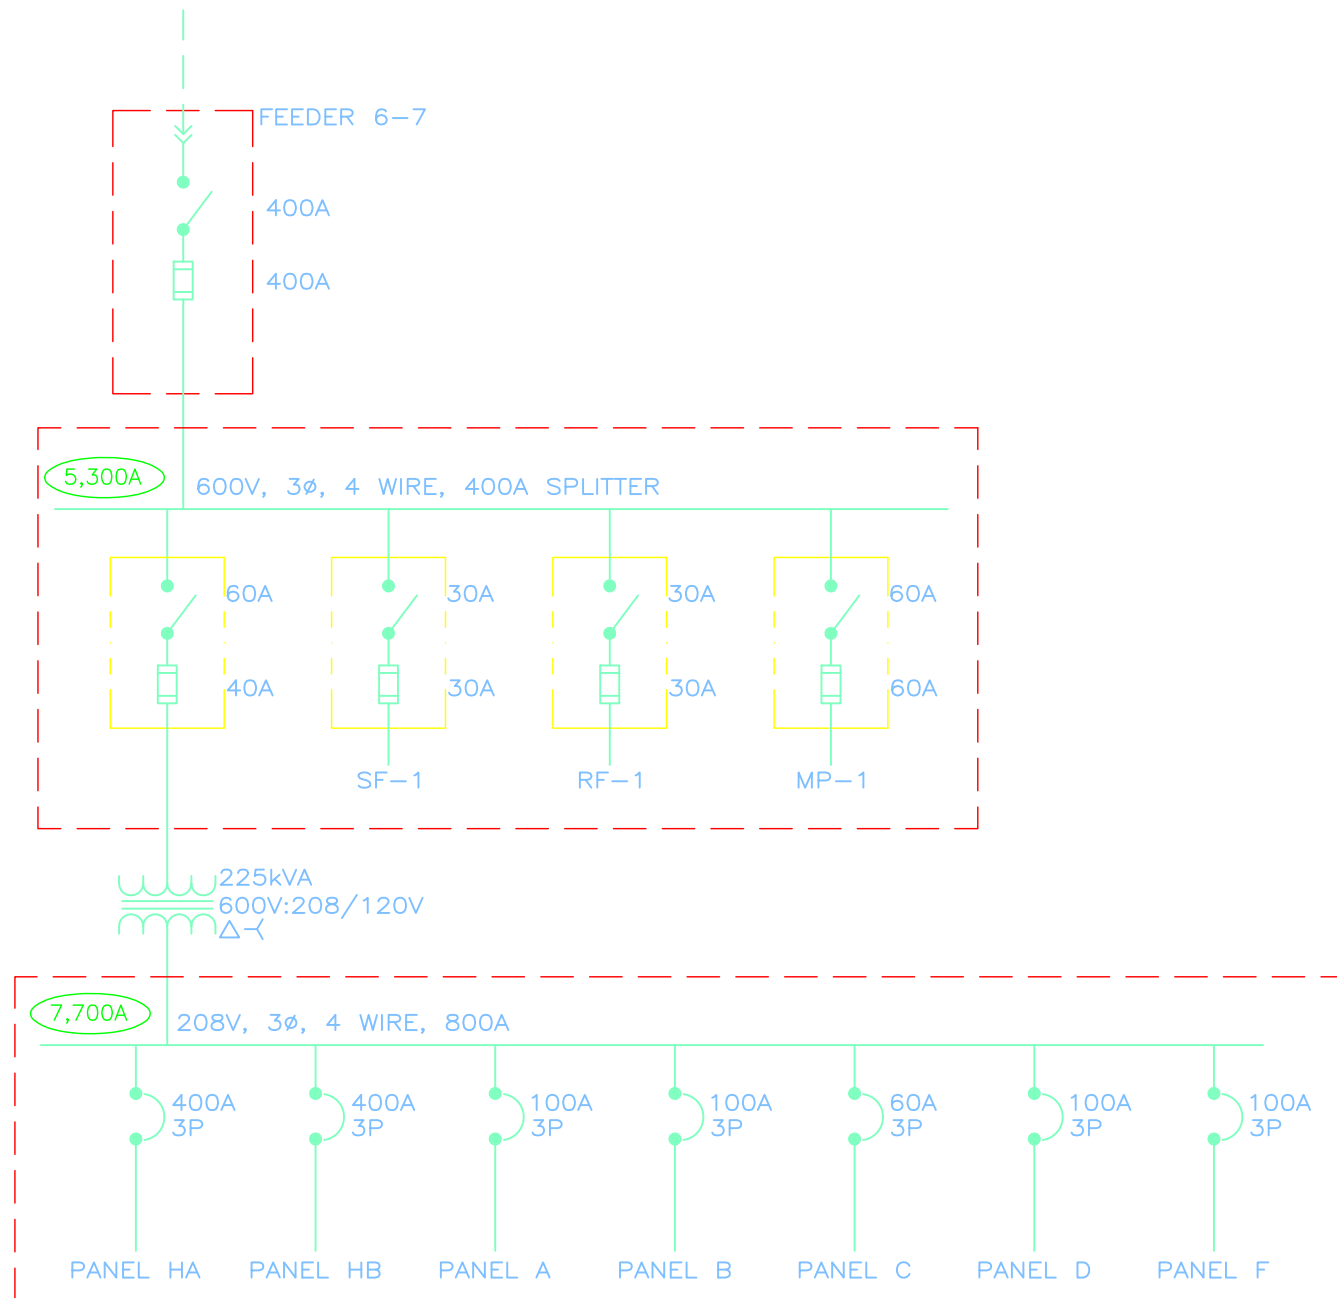 FEEDER 6-7
400A
400A
5,300A
600V, 3ø, 4 WIRE, 400A SPLITTER
60A
30A
30A
60A
40A
30A
30A
60A
SF-1
RF-1
MP-1
225kVA
600V:208/120V
7,700A
208V, 3ø, 4 WIRE, 800A
400A
3P
400A
3P
100A
3P
100A
3P
60A
3P
100A
3P
100A
3P
PANEL HA
PANEL HB
PANEL A
PANEL B
PANEL C
PANEL D
PANEL F